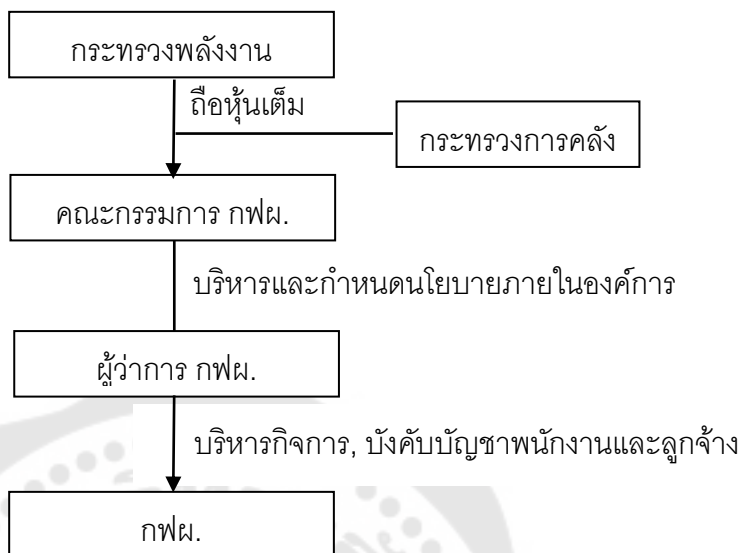 กระทรวงพลังงาน
ถือหุ้นเต็ม
กระทรวงการคลัง
คณะกรรมการ กฟผ.
บริหารและกำหนดนโยบายภายในองค์การ
ผู้ว่าการ กฟผ.
บริหารกิจการ, บังคับบัญชาพนักงานและลูกจ้าง
กฟผ.